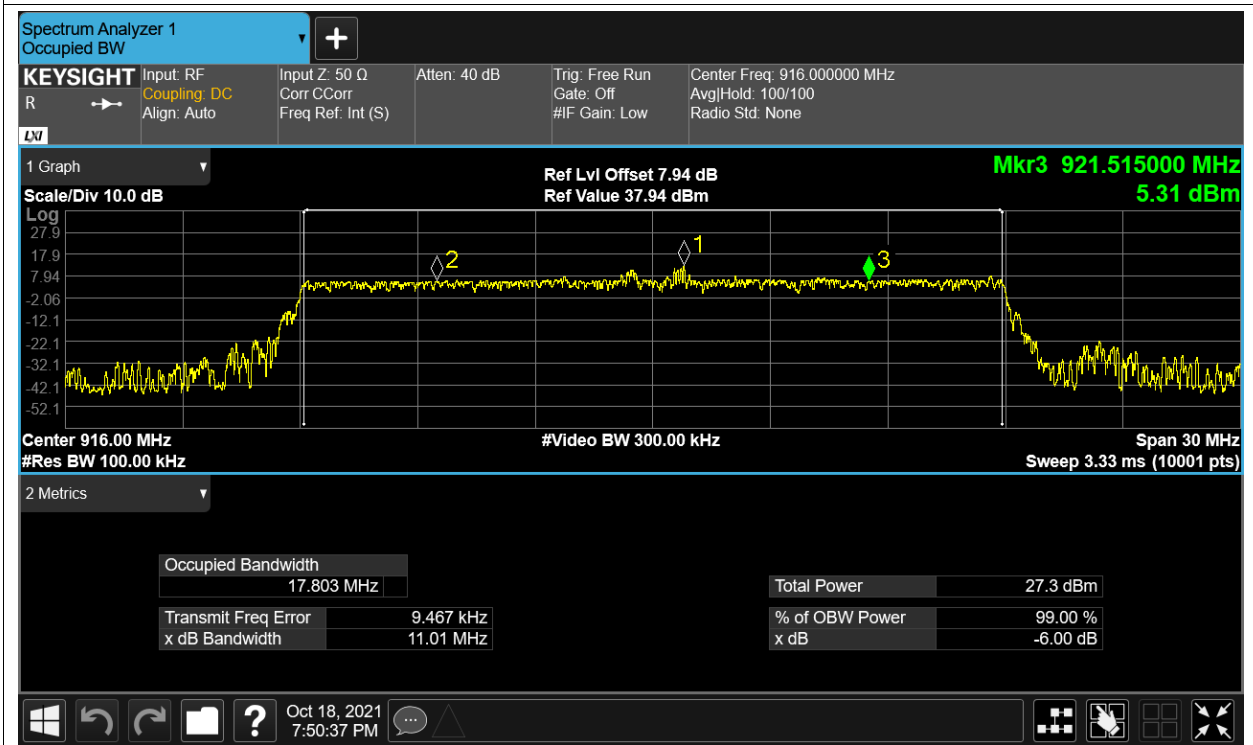 Spectrum Analyzer 1
Occupied BW
KEYSIGHT Input: RF Input Z: 50 Ω Atten: 40 dB Trig: Free Run Center Freq: 916.000000 MHz
R Coupling: DC Corr CCorr Gate: Off Avg|Hold: 100/100
Align: Auto Freq Ref: Int (S) #IF Gain: Low Radio Std: None
LXI
1 Graph Ref Lvl Offset 7.94 dB Mkr3 921.515000 MHz
Scale/Div 10.0 dB Ref Value 37.94 dBm 5.31 dBm
Log
27.9
17.9
7.94
-2.06
-12.1
-22.1
-32.1
-42.1
-52.1
2
1
3
Center 916.00 MHz #Video BW 300.00 kHz Span 30 MHz
#Res BW 100.00 kHz Sweep 3.33 ms (10001 pts)
2 Metrics
Occupied Bandwidth
17.803 MHz Total Power 27.3 dBm
Transmit Freq Error 9.467 kHz % of OBW Power 99.00 %
x dB Bandwidth 11.01 MHz x dB -6.00 dB
? Oct 18, 2021
7:50:37 PM